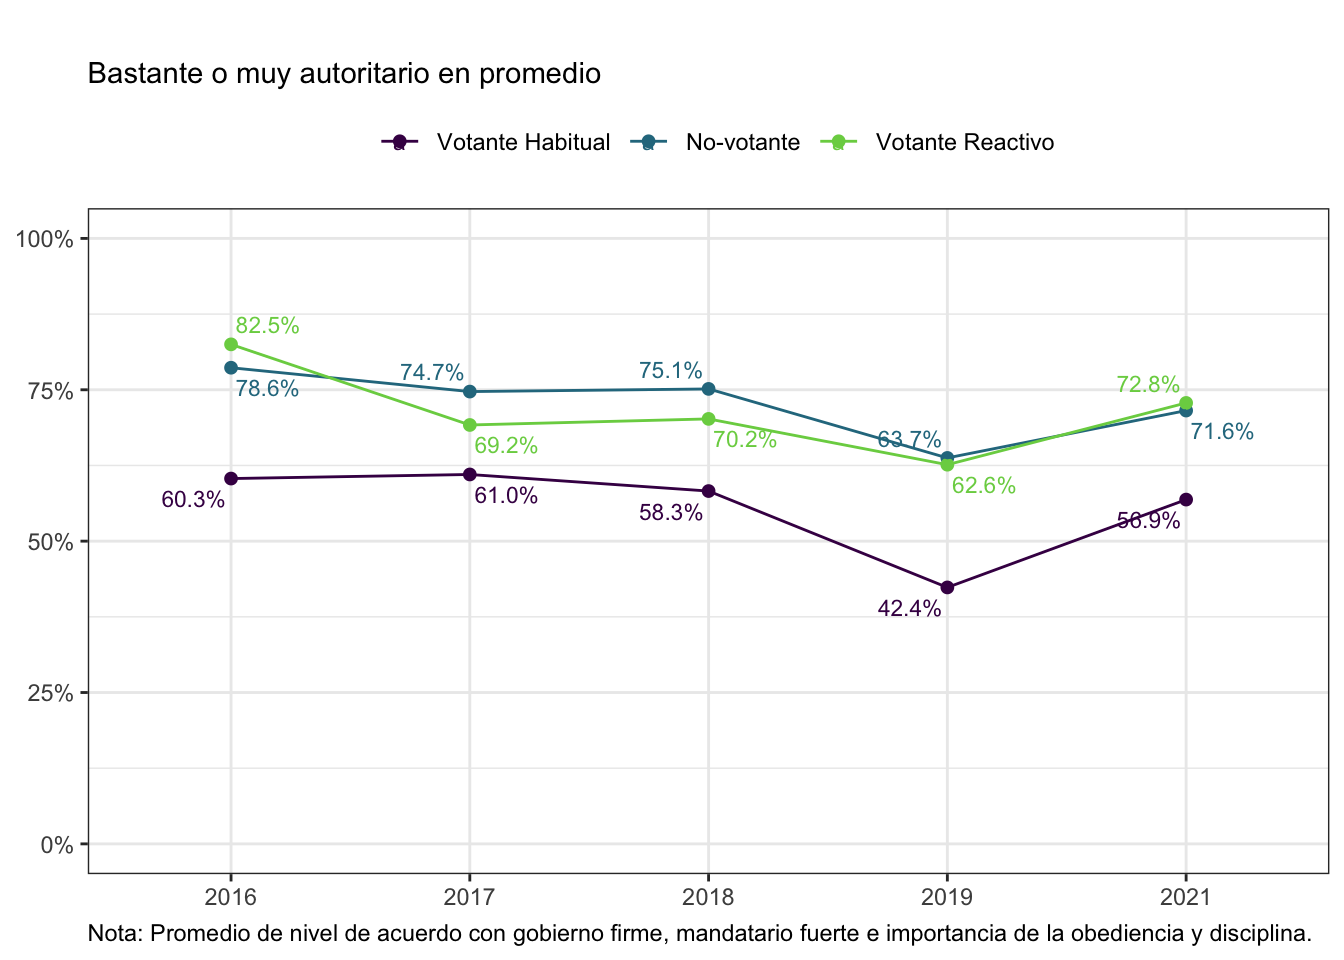 Bastante o muy autoritario en promedio
Votante Habitual No-votante Votante Reactivo
100%
82.5%
74.7% 75.1% 72.8%
75%
78.6%
63.7% 71.6%
69.2% 70.2%
62.6%
60.3% 61.0% 58.3% 56.9%
50%
42.4%
25%
0%
2016 2017 2018 2019 2021
Nota: Promedio de nivel de acuerdo con gobierno firme, mandatario fuerte e importancia de la obediencia y disciplina.